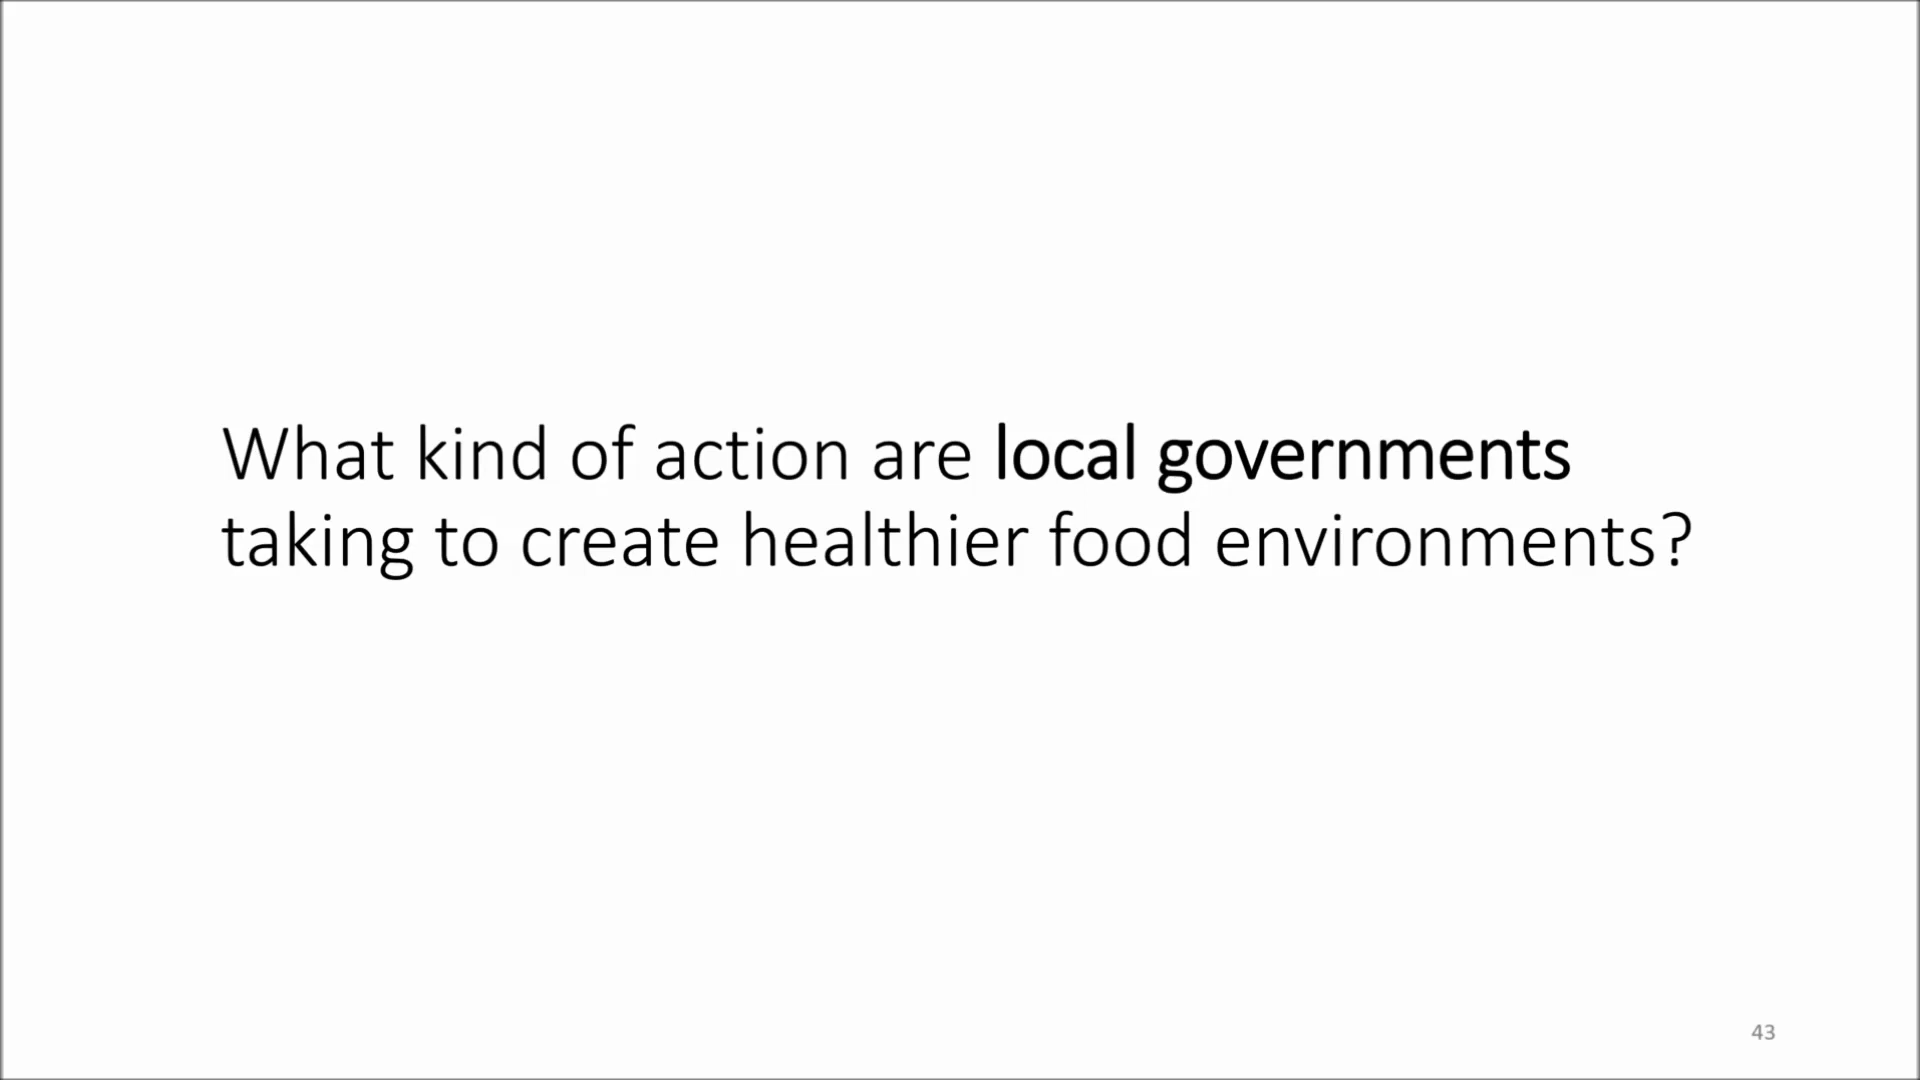 What kind of action are local governments
taking to create healthier food environments?
43